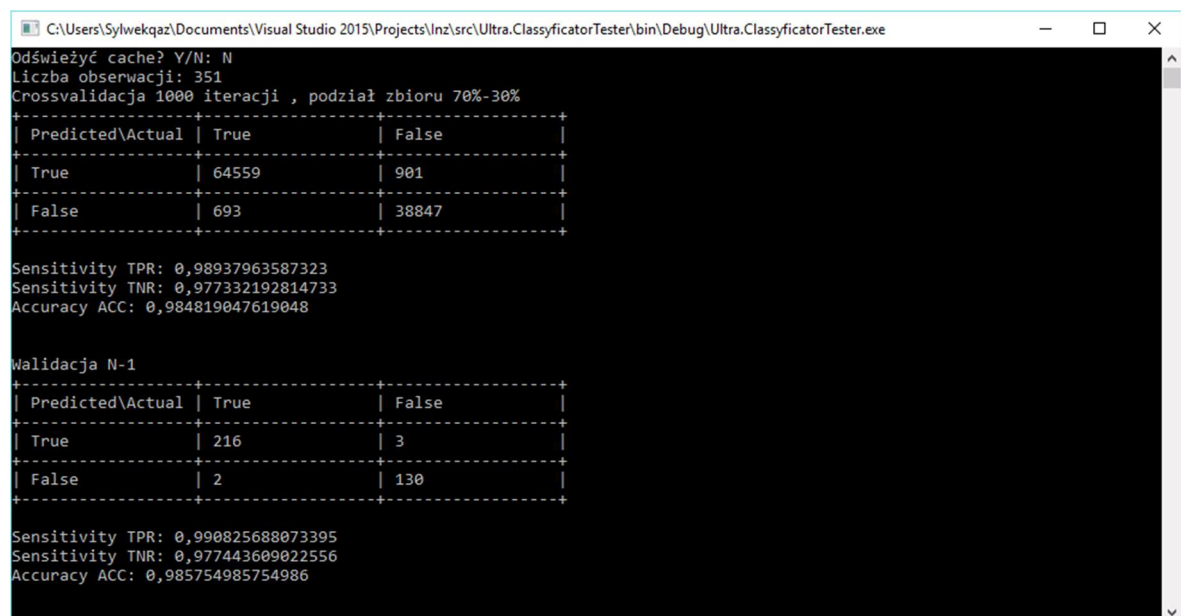 C:\Users\Sylwekqaz\Documents\Visual Studio 2015\Projects\Inz\src\Ultra.ClassyficatorTester\bin\Debug\Ultra.ClassyficatorTester.exe
Odświeżyć cache? Y/N: N
Liczba obserwacji: 351
Crossvalidacja 1000 iteracji , podział zbioru 70%-30%
+------------------+------------------+------------------+
| Predicted\Actual | True | False |
+------------------+------------------+------------------+
| True | 64559 | 901 |
+------------------+------------------+------------------+
| False | 693 | 38847 |
+------------------+------------------+------------------+
Sensitivity TPR: 0,98937963587323
Sensitivity TNR: 0,977332192814733
Accuracy ACC: 0,984819047619048
Walidacja N-1
+------------------+------------------+------------------+
| Predicted\Actual | True | False |
+------------------+------------------+------------------+
| True | 216 | 3 |
+------------------+------------------+------------------+
| False | 2 | 130 |
+------------------+------------------+------------------+
Sensitivity TPR: 0,990825688073395
Sensitivity TNR: 0,977443609022556
Accuracy ACC: 0,985754985754986